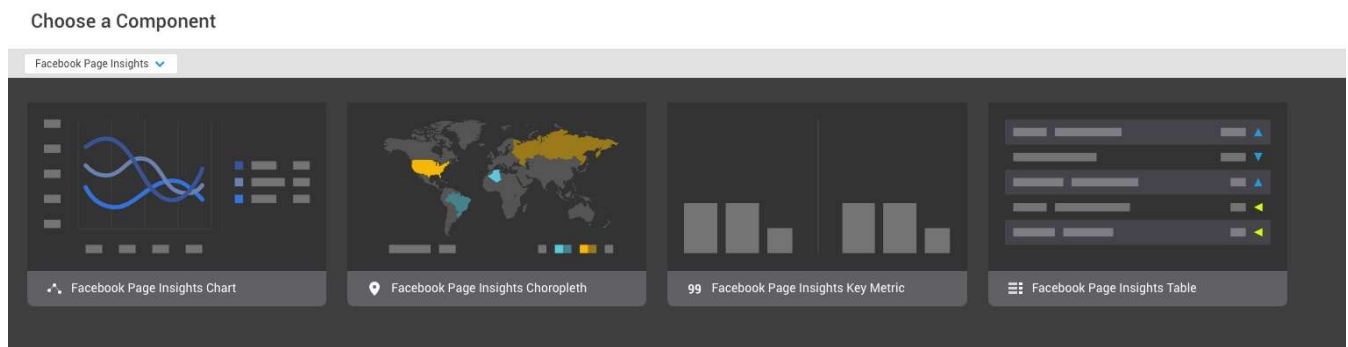 Choose a Component
Facebook Page Insights
Facebook Page Insights Chart
Facebook Page Insights Choropleth
99 Facebook Page Insights Key Metric
Facebook Page Insights Table